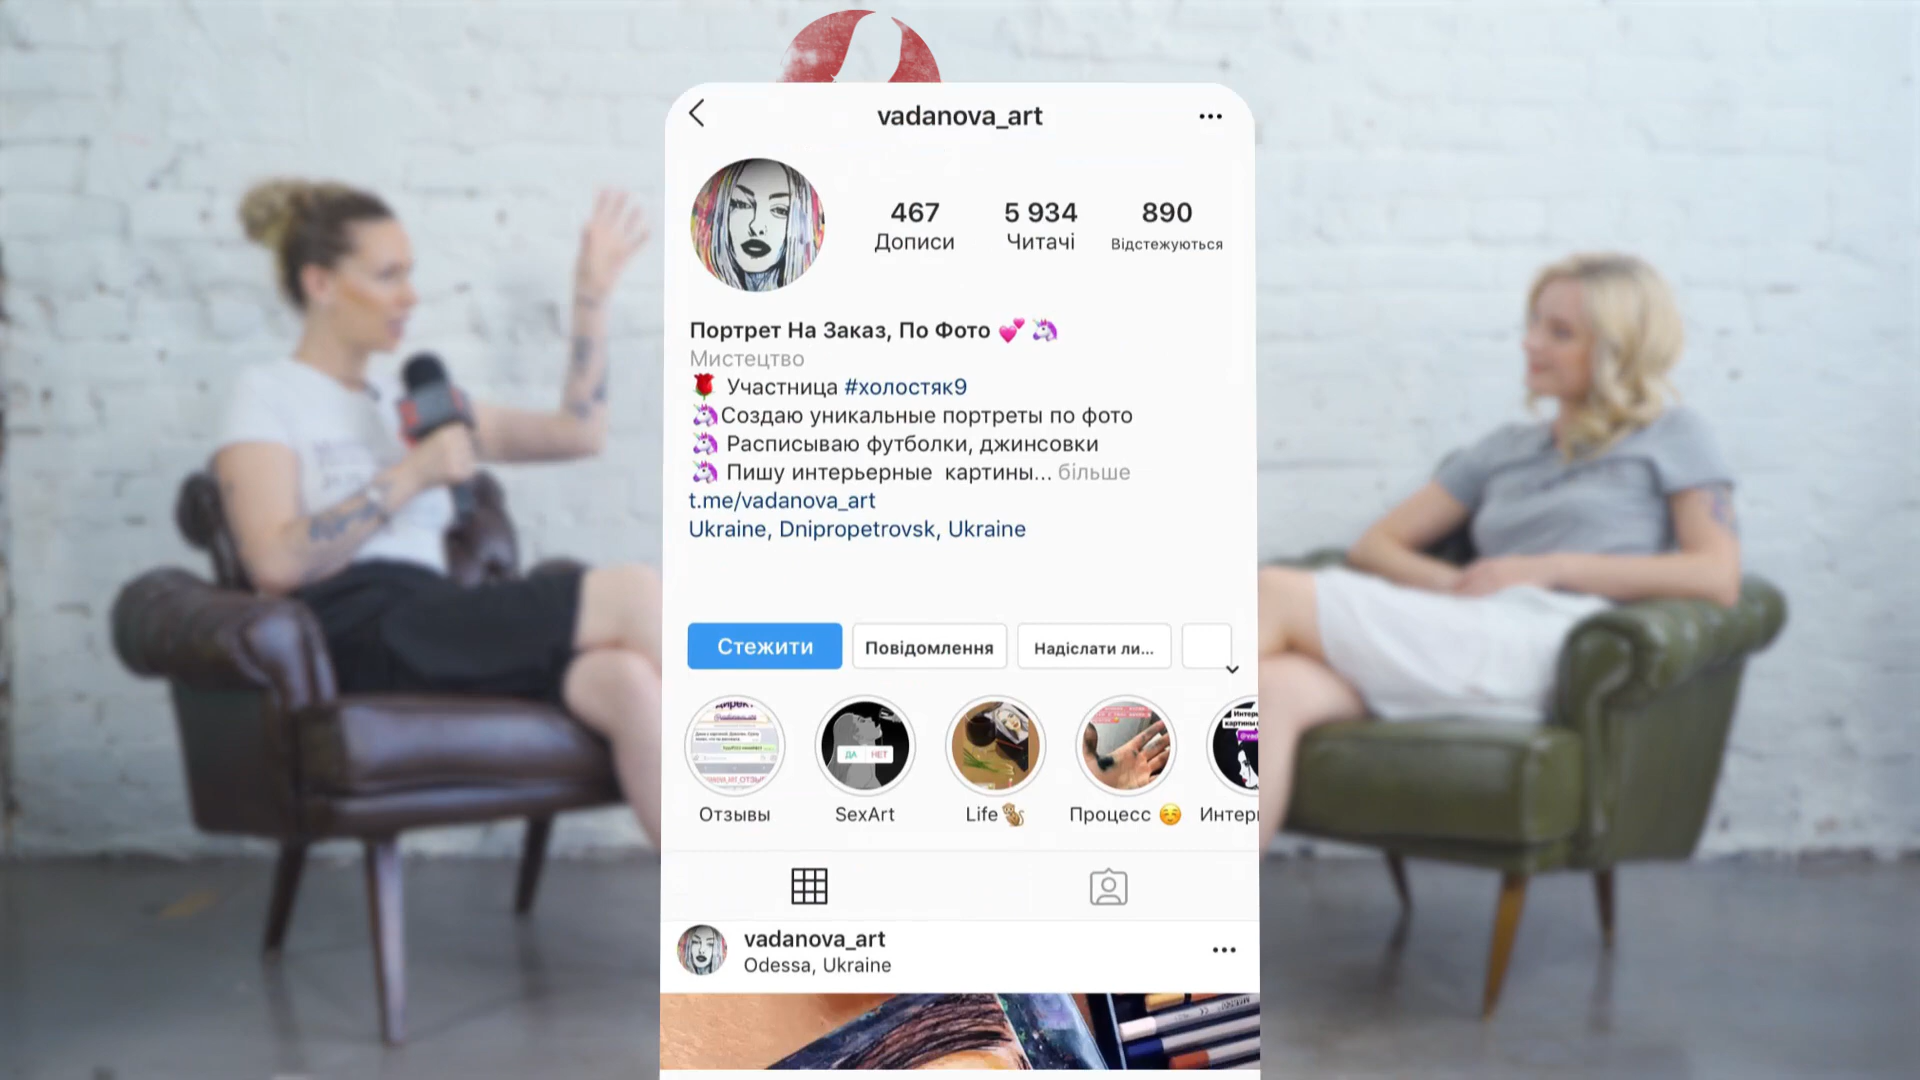 vadanova_art
467
5 934
890
Дописи
Читачі
Відстежуються
Портрет На Заказ, По Фото 💕 🦄
Мистецтво
🌹 Участница #холостяк9
🦄Создаю уникальные портреты по фото
🦄 Расписываю футболки, джинсовки
🦄 Пишу интерьерные картины... більше
t.me/vadanova_art
Ukraine, Dnipropetrovsk, Ukraine
Стежити
Повідомлення
Надіслати ли...
ДА НЕТ
Отзывы
SexArt
Life🐒
Процесс ☺️
Интер
vadanova_art
Odessa, Ukraine